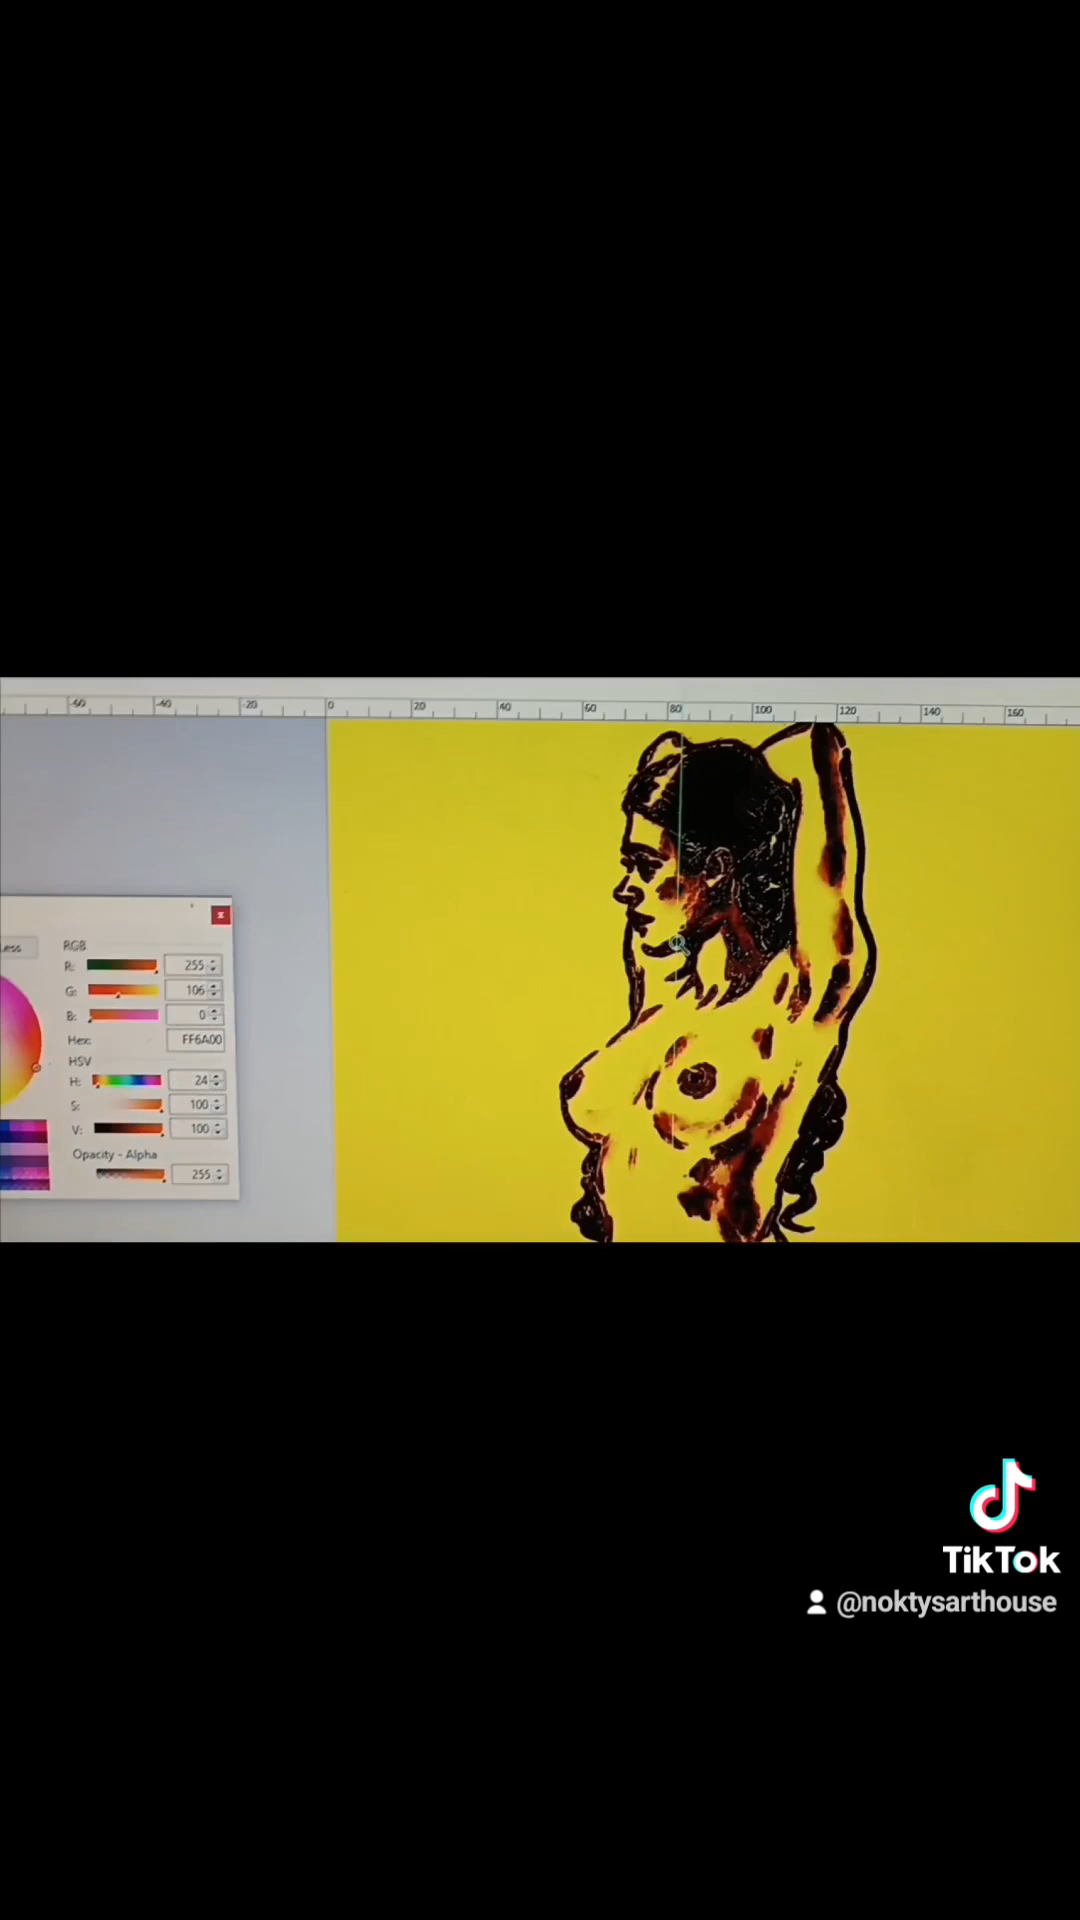 -60 -40 -20 0 20 40 60 80 100 120 140 160
Less
RGB
R: 255
G: 106
B: 0
Hex: FF6A00
HSV
H: 24
S: 100
V: 100
Opacity - Alpha
255
TikTok
@noktysarthouse